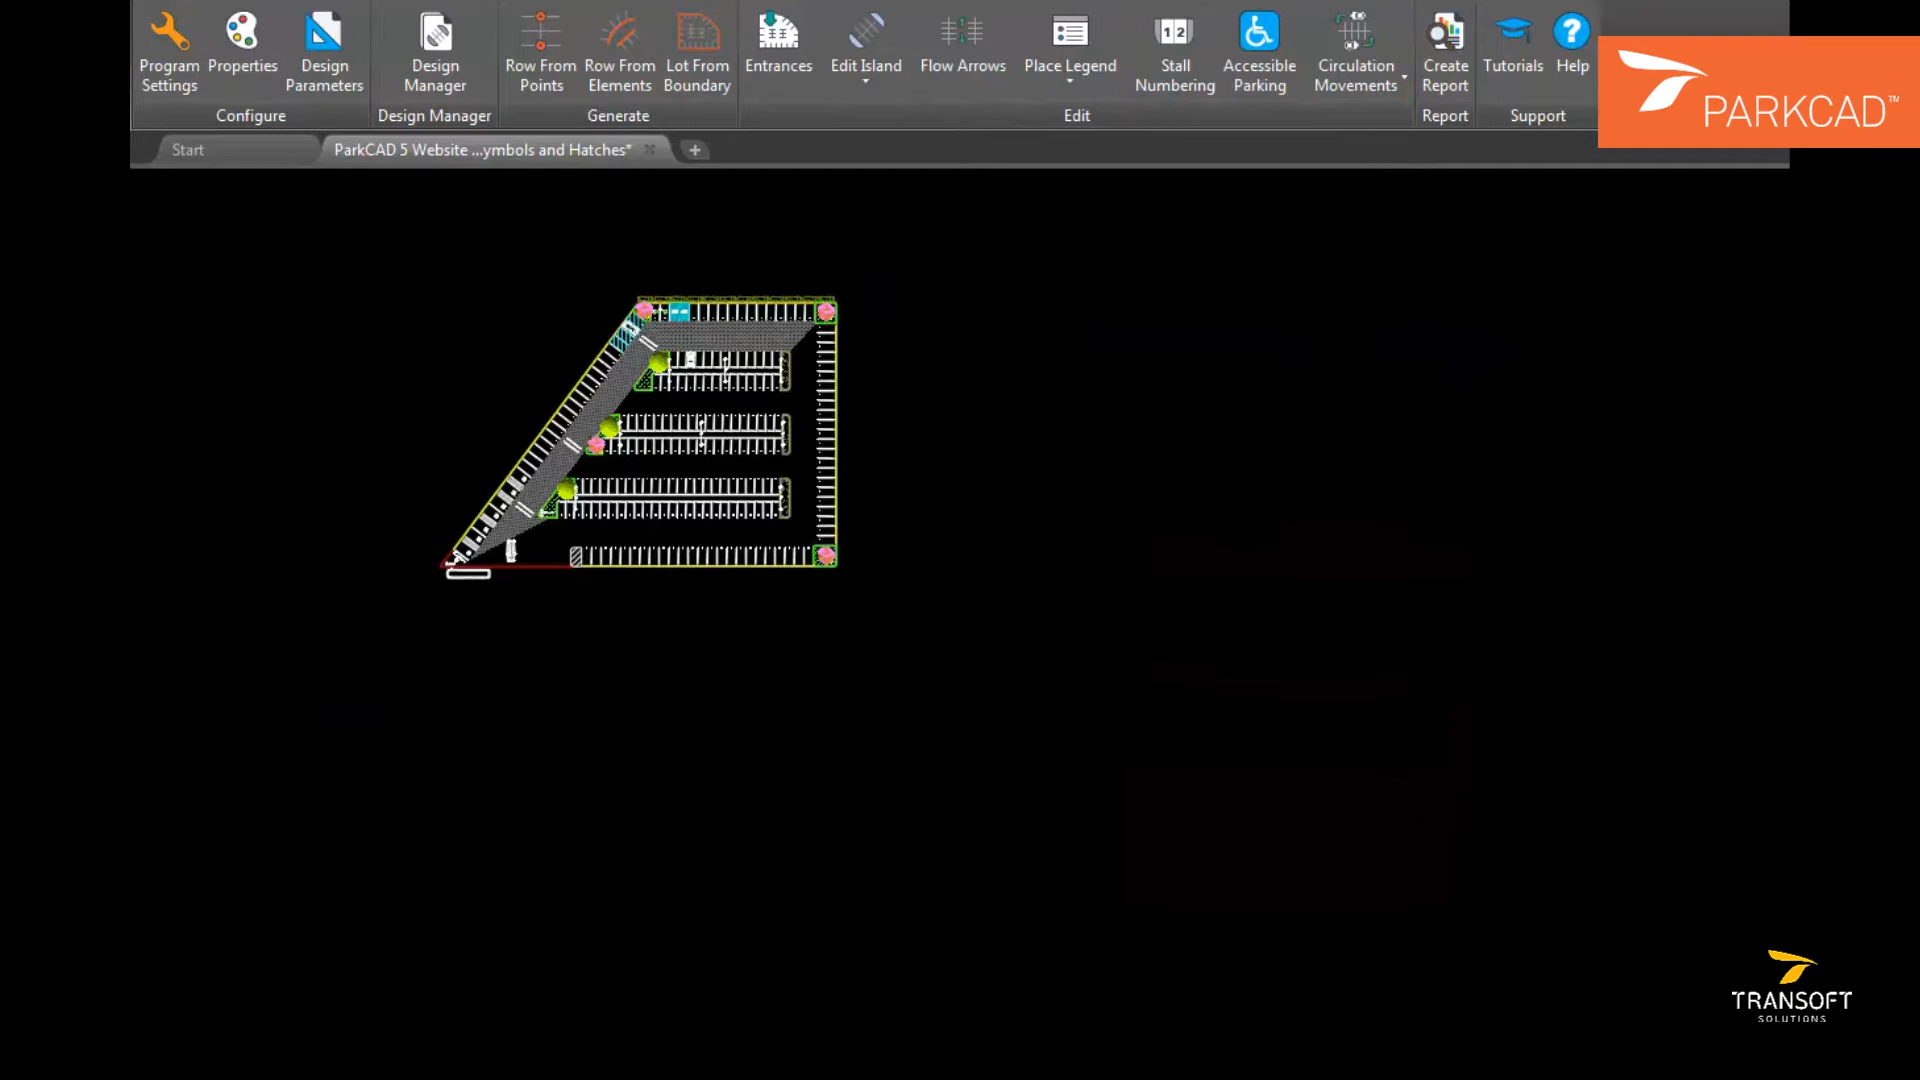 Program Settings
Properties
Design Parameters
Design Manager
Row From Points
Row From Elements
Lot From Boundary
Entrances
Edit Island
Flow Arrows
Place Legend
1 2
Stall Numbering
Accessible Parking
Circulation Movements
Create Report
Tutorials
?
Help
Configure
Design Manager
Generate
Edit
Report
Support
PARKCAD™
Start
ParkCAD 5 Website ...ymbols and Hatches*
TRANSOFT
SOLUTIONS